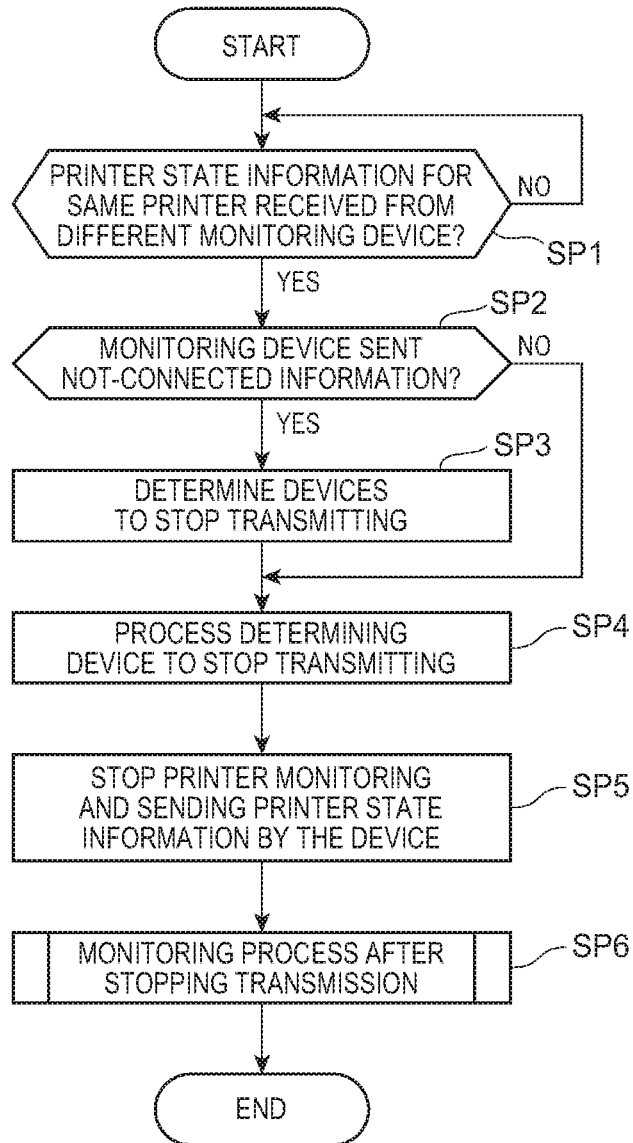 START
PRINTER STATE INFORMATION FOR
SAME PRINTER RECEIVED FROM
DIFFERENT MONITORING DEVICE?
NO
SP1
YES
SP2
MONITORING DEVICE SENT
NOT-CONNECTED INFORMATION?
NO
YES
SP3
DETERMINE DEVICES
TO STOP TRANSMITTING
PROCESS DETERMINING
DEVICE TO STOP TRANSMITTING
SP4
STOP PRINTER MONITORING
AND SENDING PRINTER STATE
INFORMATION BY THE DEVICE
SP5
MONITORING PROCESS AFTER
STOPPING TRANSMISSION
SP6
END